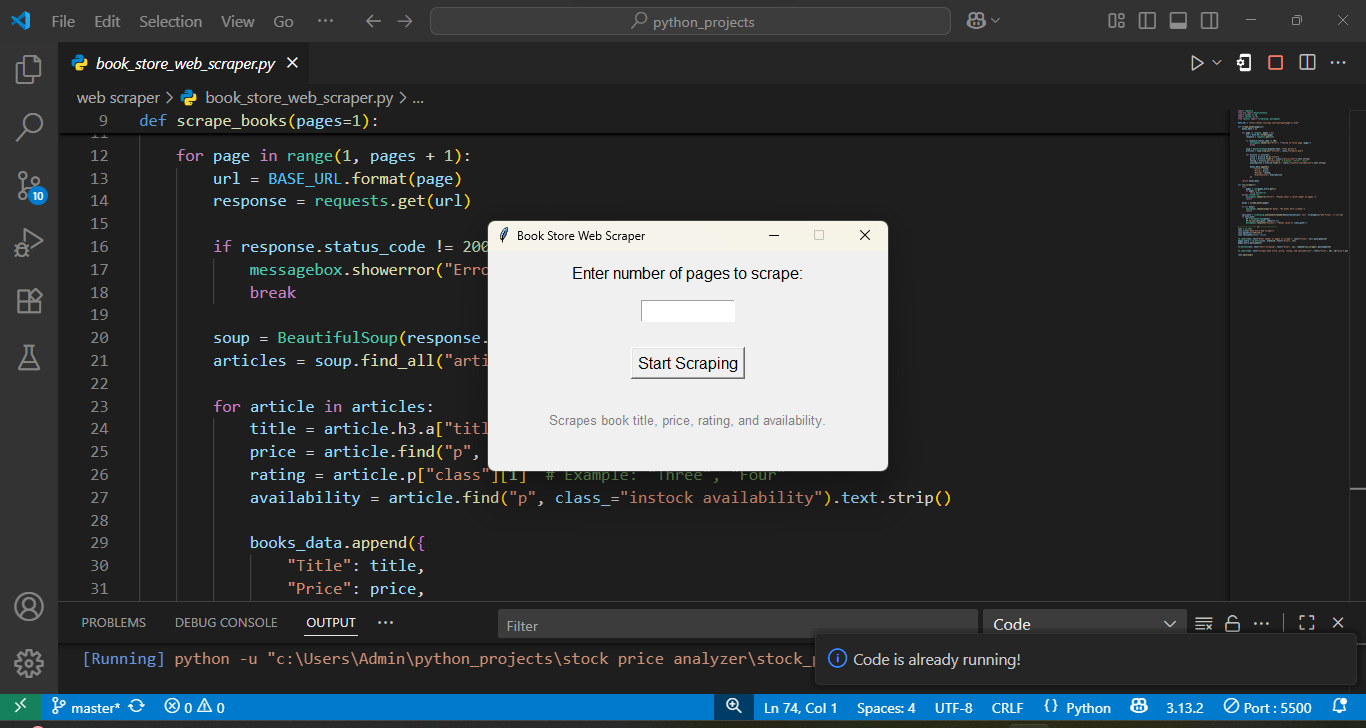 File Edit Selection View Go ··· python_projects
book_store_web_scraper.py
web scraper > book_store_web_scraper.py > ...
9 def scrape_books(pages=1):
11
12 for page in range(1, pages + 1):
13 url = BASE_URL.format(page)
14 response = requests.get(url)
15
16 if response.status_code != 200
17 messagebox.showerror("Erro
18 break
19
20 soup = BeautifulSoup(response.
21 articles = soup.find_all("arti
22
23 for article in articles:
24 title = article.h3.a["titl
25 price = article.find("p",
26 rating = article.p["class"][1] # Example: "Three", "Four"
27 availability = article.find("p", class_="instock availability").text.strip()
28
29 books_data.append({
30 "Title": title,
31 "Price": price,
Book Store Web Scraper
Enter number of pages to scrape:
Start Scraping
Scrapes book title, price, rating, and availability.
PROBLEMS DEBUG CONSOLE OUTPUT ··· Filter Code
[Running] python -u "c:\Users\Admin\python_projects\stock price analyzer\stock_p
Code is already running!
10
master* 0 0 Ln 74, Col 1 Spaces: 4 UTF-8 CRLF {} Python 3.13.2 Port : 5500